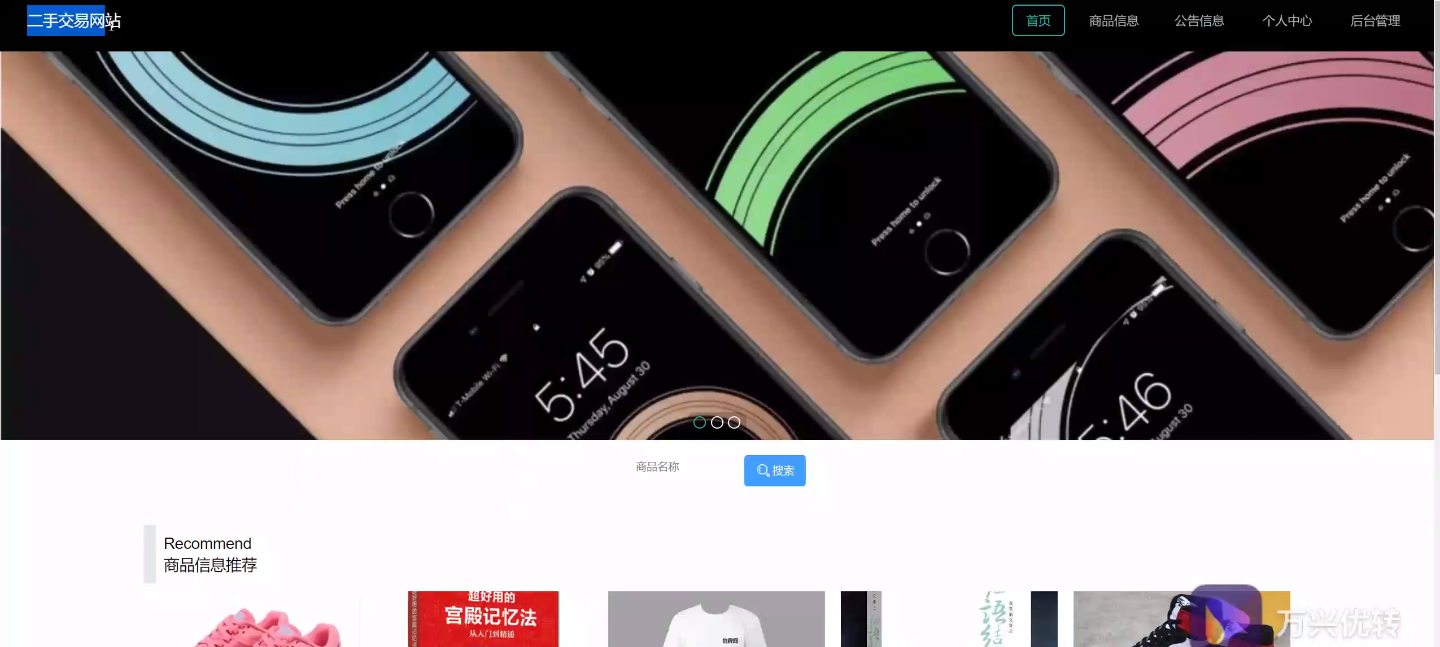 二手交易网站
首页 商品信息 公告信息 个人中心 后台管理
Press home to unlock
Press home to unlock
Press home to unlock
95%
T-Mobile Wi-Fi
5:45
Thursday, August 30
5:46
Thursday, August 30
商品名称 搜索
Recommend
商品信息推荐
超好用的
宫殿记忆法
从入门到精通
语
结
万兴优转